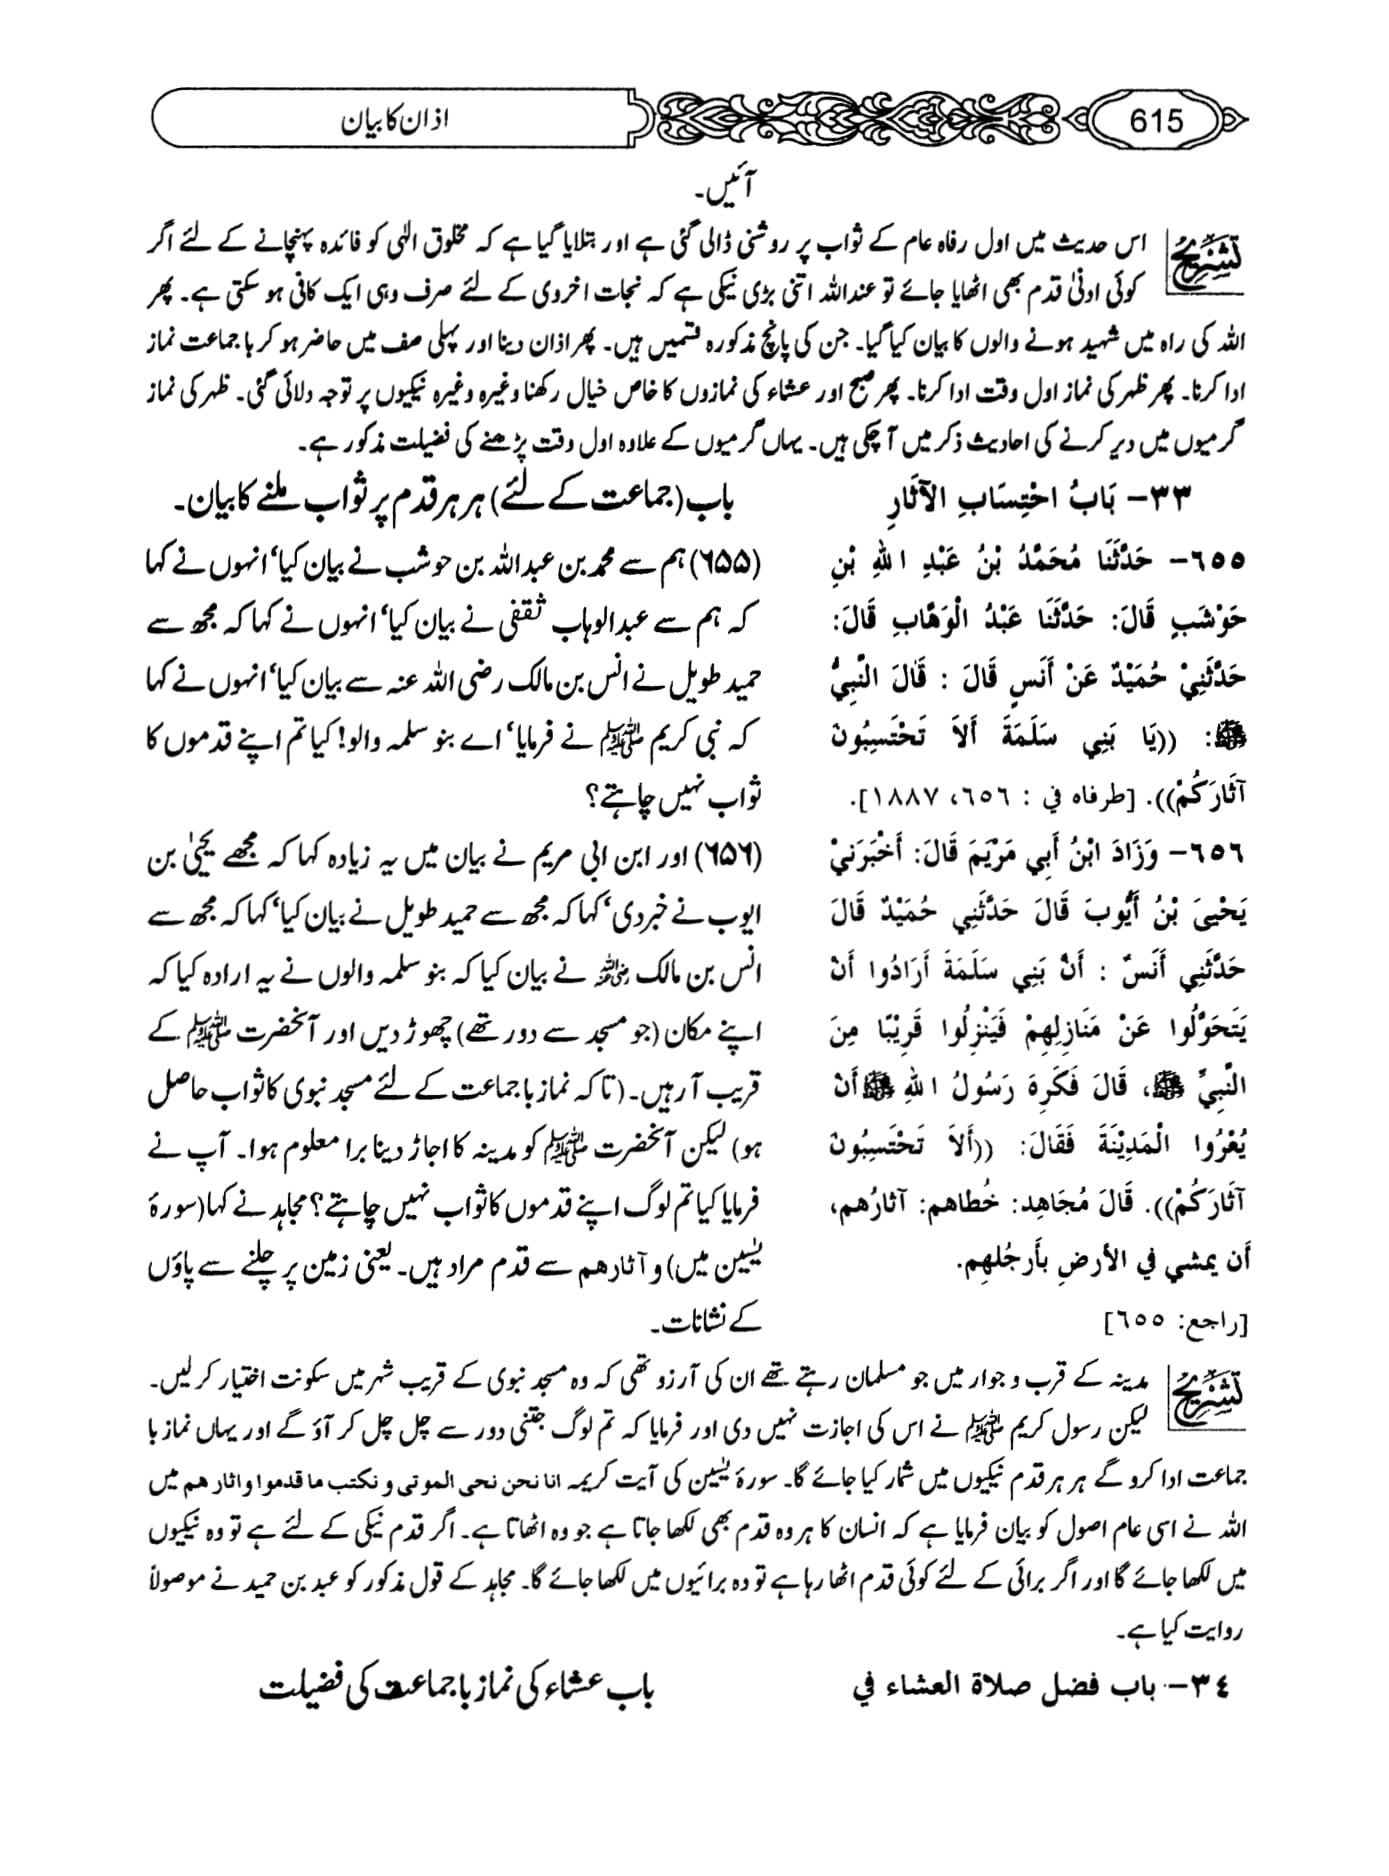 615
اذان کا بیان
آئیں۔
تشریح
اس حدیث میں اول رفاہ عام کے ثواب پر روشنی ڈالی گئی ہے اور بتلایا گیا ہے کہ مخلوق الٰہی کو فائدہ پہنچانے کے لئے اگر
کوئی ادنیٰ قدم بھی اٹھایا جائے تو عنداللہ اتنی بڑی نیکی ہے کہ نجات اخروی کے لئے صرف وہی ایک کافی ہو سکتی ہے۔ پھر
اللہ کی راہ میں شہید ہونے والوں کا بیان کیا گیا۔ جن کی پانچ مذکورہ قسمیں ہیں۔ پھر اذان دینا اور پہلی صف میں حاضر ہو کر با جماعت نماز
ادا کرنا۔ پھر ظہر کی نماز اول وقت ادا کرنا۔ پھر صبح اور عشاء کی نمازوں کا خاص خیال رکھنا وغیرہ وغیرہ نیکیوں پر توجہ دلائی گئی۔ ظہر کی نماز
گرمیوں میں دیر کرنے کی احادیث ذکر میں آ چکی ہیں۔ یہاں گرمیوں کے علاوہ اول وقت پڑھنے کی فضیلت مذکور ہے۔
٣٣- بَابُ احْتِسَابِ الآثَارِ
٦٥٥- حَدَّثَنَا مُحَمَّدُ بْنُ عَبْدِ اللهِ بْنِ
حَوْشَبٍ قَالَ: حَدَّثَنَا عَبْدُ الْوَهَّابِ قَالَ:
حَدَّثَنِيْ حُمَيْدٌ عَنْ أَنَسٍ قَالَ : قَالَ النَّبِيُّ
ﷺ: ((يَا بَنِي سَلَمَةَ أَلاَ تَحْتَسِبُونَ
آثَارَكُمْ)). [طرفاه في : ٦٥٦، ١٨٨٧].
٦٥٦- وَزَادَ ابْنُ أَبِي مَرْيَمَ قَالَ: أَخْبَرَنِيْ
يَحْيىَ بْنُ أَيُّوبَ قَالَ حَدَّثَنِي حُمَيْدٌ قَالَ
حَدَّثَنِي أَنَسٌ : أَنَّ بَنِي سَلَمَةَ أَرَادُوا أَنْ
يَتَحَوَّلُوا عَنْ مَنَازِلِهِمْ فَيَنْزِلُوا قَرِيْبًا مِنَ
النَّبِيِّ ﷺ، قَالَ فَكَرِهَ رَسُولُ اللهِ ﷺ أَنْ
يُعْرُوا الْمَدِيْنَةَ فَقَالَ: ((أَلاَ تَحْتَسِبُونَ
آثَارَكُمْ)). قَالَ مُجَاهِد: خُطاهم: آثارُهم،
أَن يمشي في الأرضِ بأَرجُلهِم.
[راجع: ٦٥٥]
باب (جماعت کے لئے) ہر ہر قدم پر ثواب ملنے کا بیان۔
(۶۵۵) ہم سے محمد بن عبداللہ بن حوشب نے بیان کیا‘ انہوں نے کہا
کہ ہم سے عبدالوہاب ثقفی نے بیان کیا‘ انہوں نے کہا کہ مجھ سے
حمید طویل نے انس بن مالک رضی اللہ عنہ سے بیان کیا‘ انہوں نے کہا
کہ نبی کریم ﷺ نے فرمایا‘ اے بنو سلمہ والو! کیا تم اپنے قدموں کا
ثواب نہیں چاہتے؟
(۶۵۶) اور ابن ابی مریم نے بیان میں یہ زیادہ کہا کہ مجھے یحییٰ بن
ایوب نے خبر دی‘ کہا کہ مجھ سے حمید طویل نے بیان کیا‘ کہا کہ مجھ سے
انس بن مالک رضی اللہ عنہ نے بیان کیا کہ بنو سلمہ والوں نے یہ ارادہ کیا کہ
اپنے مکان (جو مسجد سے دور تھے) چھوڑ دیں اور آنحضرت ﷺ کے
قریب آ رہیں۔ (تاکہ نماز با جماعت کے لئے مسجد نبوی کا ثواب حاصل
ہو) لیکن آنحضرت ﷺ کو مدینہ کا اجاڑ دینا برا معلوم ہوا۔ آپ نے
فرمایا کیا تم لوگ اپنے قدموں کا ثواب نہیں چاہتے؟ مجاہد نے کہا (سورۂ
یٰسین میں) و آثارھم سے قدم مراد ہیں۔ یعنی زمین پر چلنے سے پاؤں
کے نشانات۔
تشریح
مدینہ کے قرب و جوار میں جو مسلمان رہتے تھے ان کی آرزو تھی کہ وہ مسجد نبوی کے قریب شہر میں سکونت اختیار کر لیں۔
لیکن رسول کریم ﷺ نے اس کی اجازت نہیں دی اور فرمایا کہ تم لوگ جتنی دور سے چل چل کر آؤ گے اور یہاں نماز با
جماعت ادا کرو گے ہر ہر قدم نیکیوں میں شمار کیا جائے گا۔ سورۂ یٰسین کی آیت کریمہ انا نحن نحی الموتی و نکتب ما قدموا و اثار ھم میں
اللہ نے اسی عام اصول کو بیان فرمایا ہے کہ انسان کا ہر وہ قدم بھی لکھا جاتا ہے جو وہ اٹھاتا ہے۔ اگر قدم نیکی کے لئے ہے تو وہ نیکیوں
میں لکھا جائے گا اور اگر برائی کے لئے کوئی قدم اٹھا رہا ہے تو وہ برائیوں میں لکھا جائے گا۔ مجاہد کے قول مذکور کو عبد بن حمید نے موصولاً
روایت کیا ہے۔
٣٤- باب فضل صلاة العشاء في
باب عشاء کی نماز با جماعت کی فضیلت